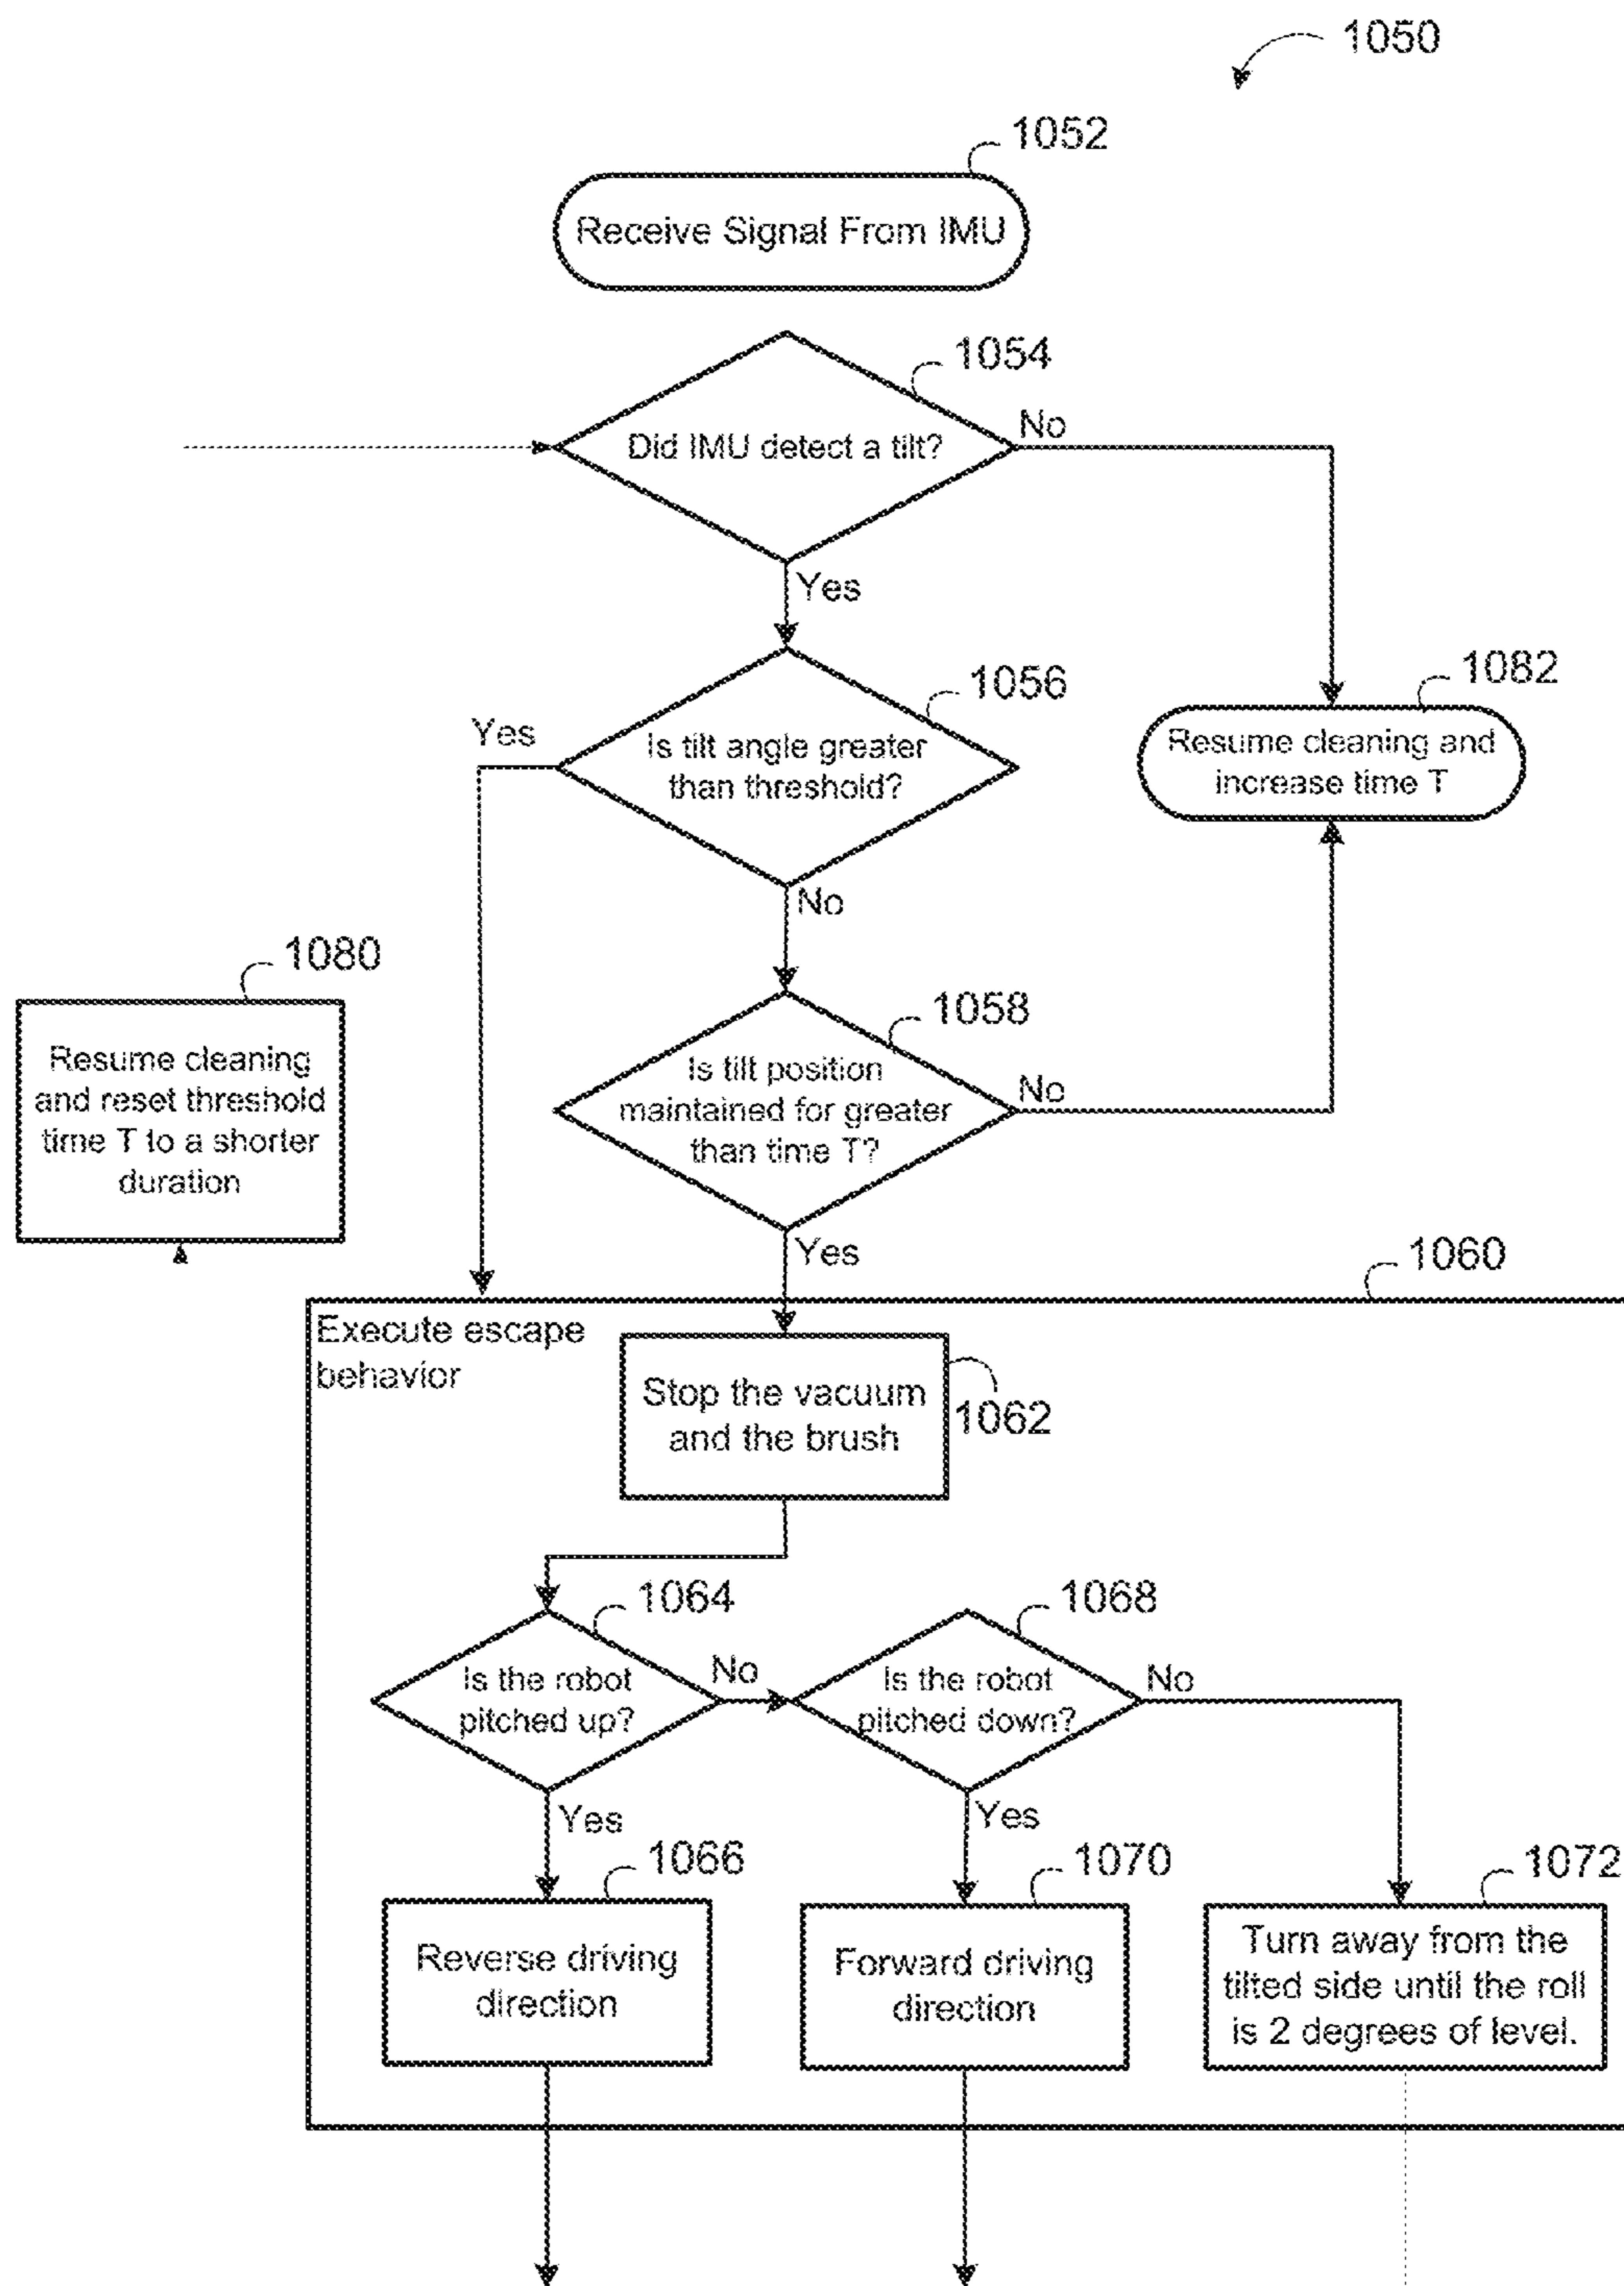 1050
1052
Receive Signal From IMU
1054
Did IMU detect a tilt?
No
Yes
1056
Is tilt angle greater
than threshold?
Yes
No
1082
Resume cleaning and
increase time T
1080
Resume cleaning
and reset threshold
time T to a shorter
duration
1058
Is tilt position
maintained for greater
than time T?
No
Yes
1060
Execute escape
behavior
Stop the vacuum
and the brush
1062
1064
Is the robot
pitched up?
No
1068
Is the robot
pitched down?
No
Yes
Yes
1066
Reverse driving
direction
1070
Forward driving
direction
1072
Turn away from the
tilted side until the roll
is 2 degrees of level.